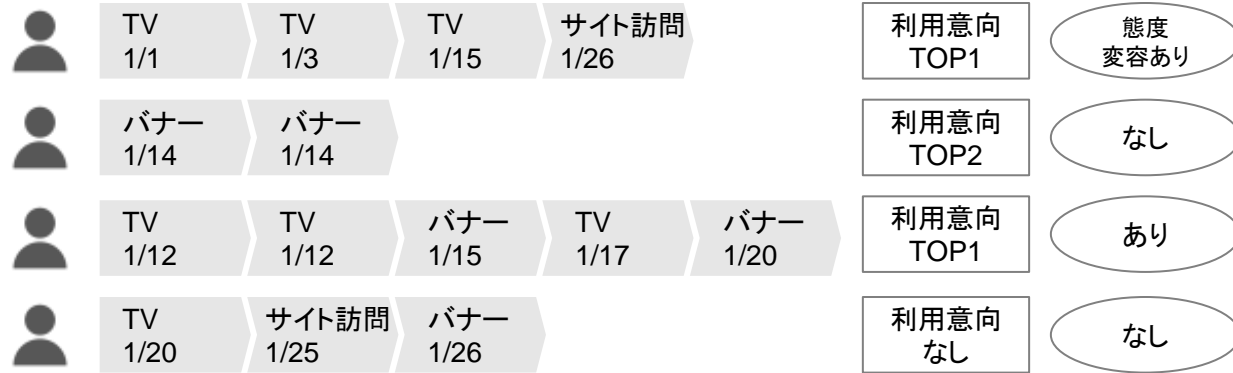 TV
1/1
TV
1/3
TV
1/15
サイト訪問
1/26
利用意向
TOP1
態度
変容あり
バナー
1/14
バナー
1/14
利用意向
TOP2
なし
TV
1/12
TV
1/12
バナー
1/15
TV
1/17
バナー
1/20
利用意向
TOP1
あり
TV
1/20
サイト訪問
1/25
バナー
1/26
利用意向
なし
なし